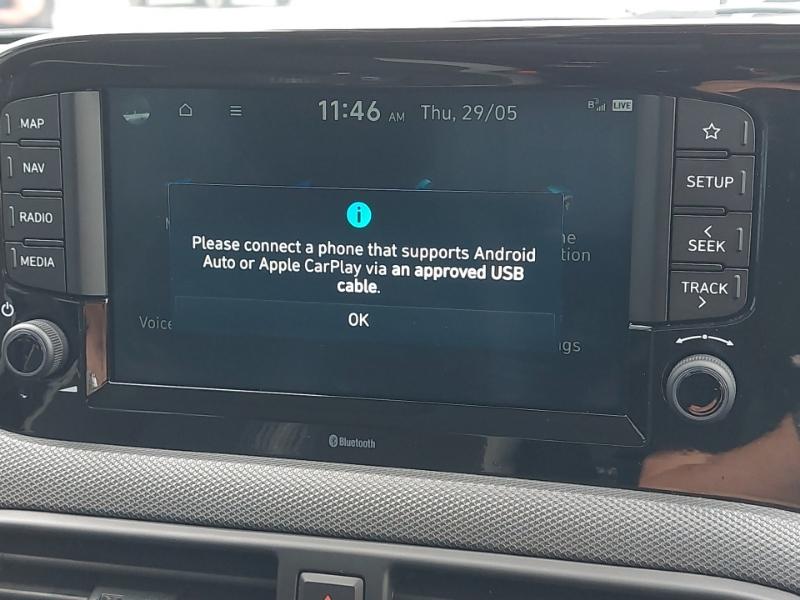 11:46 AM Thu, 29/05
LIVE
MAP
NAV
RADIO
MEDIA
SETUP
<
SEEK
TRACK
>
Please connect a phone that supports Android
Auto or Apple CarPlay via an approved USB
cable.
OK
Voice
Bluetooth